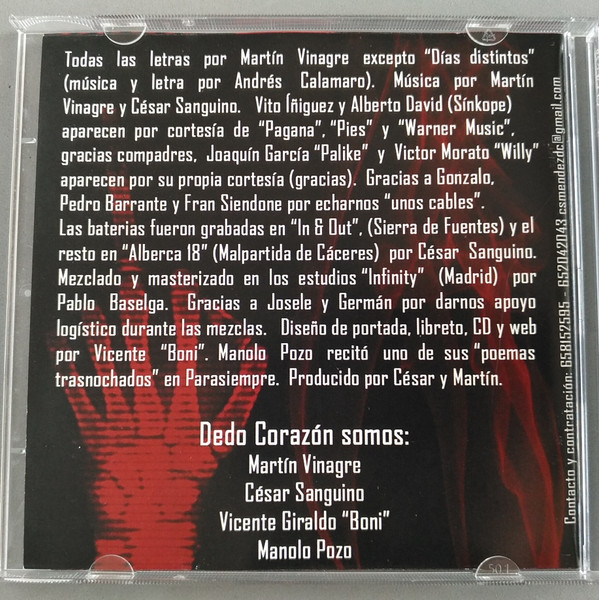 Todas las letras por Martín Vinagre excepto “Días distintos”
(música y letra por Andrés Calamaro). Música por Martín
Vinagre y César Sanguino. Vito Íñiguez y Alberto David (Sínkope)
aparecen por cortesía de “Pagana”, “Pies” y “Warner Music”,
gracias compadres, Joaquín García “Palike” y Victor Morato “Willy”
aparecen por su propia cortesía (gracias). Gracias a Gonzalo,
Pedro Barrante y Fran Siendone por echarnos “unos cables”.
Las baterias fueron grabadas en “In & Out”, (Sierra de Fuentes) y el
resto en “Alberca 18” (Malpartida de Cáceres) por César Sanguino.
Mezclado y masterizado en los estudios “Infinity” (Madrid) por
Pablo Baselga. Gracias a Josele y Germán por darnos apoyo
logístico durante las mezclas. Diseño de portada, libreto, CD y web
por Vicente “Boni”. Manolo Pozo recitó uno de sus “poemas
trasnochados” en Parasiempre. Producido por César y Martín.
Dedo Corazón somos:
Martín Vinagre
César Sanguino
Vicente Giraldo “Boni”
Manolo Pozo
Contacto y contratación: 658152595 - 652042043 csmendezdc@gmail.com